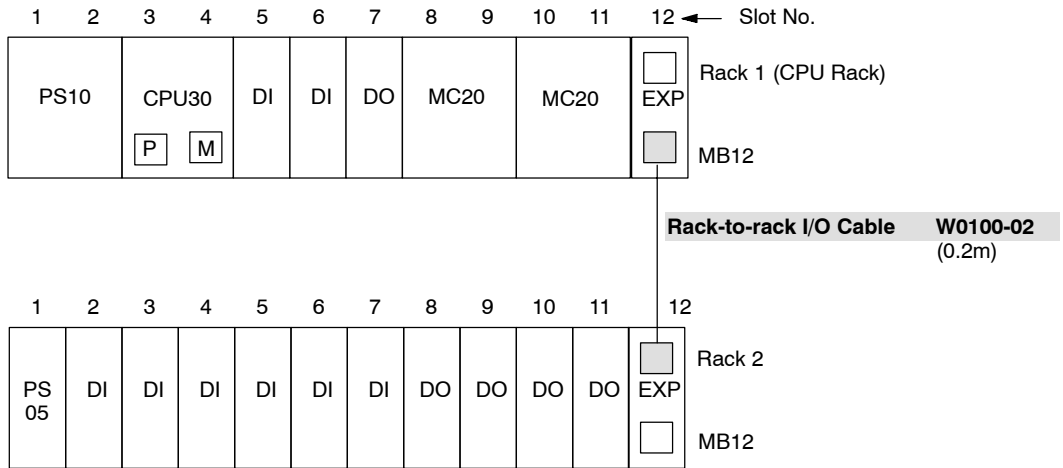 1 2 3 4 5 6 7 8 9 10 11 12 Slot No.
Rack 1 (CPU Rack)
PS10 CPU30 DI DI DO MC20 MC20 EXP
P M
MB12
Rack-to-rack I/O Cable W0100-02
(0.2m)
1 2 3 4 5 6 7 8 9 10 11 12
Rack 2
PS DI DI DI DI DI DI DO DO DO DO EXP
05
MB12